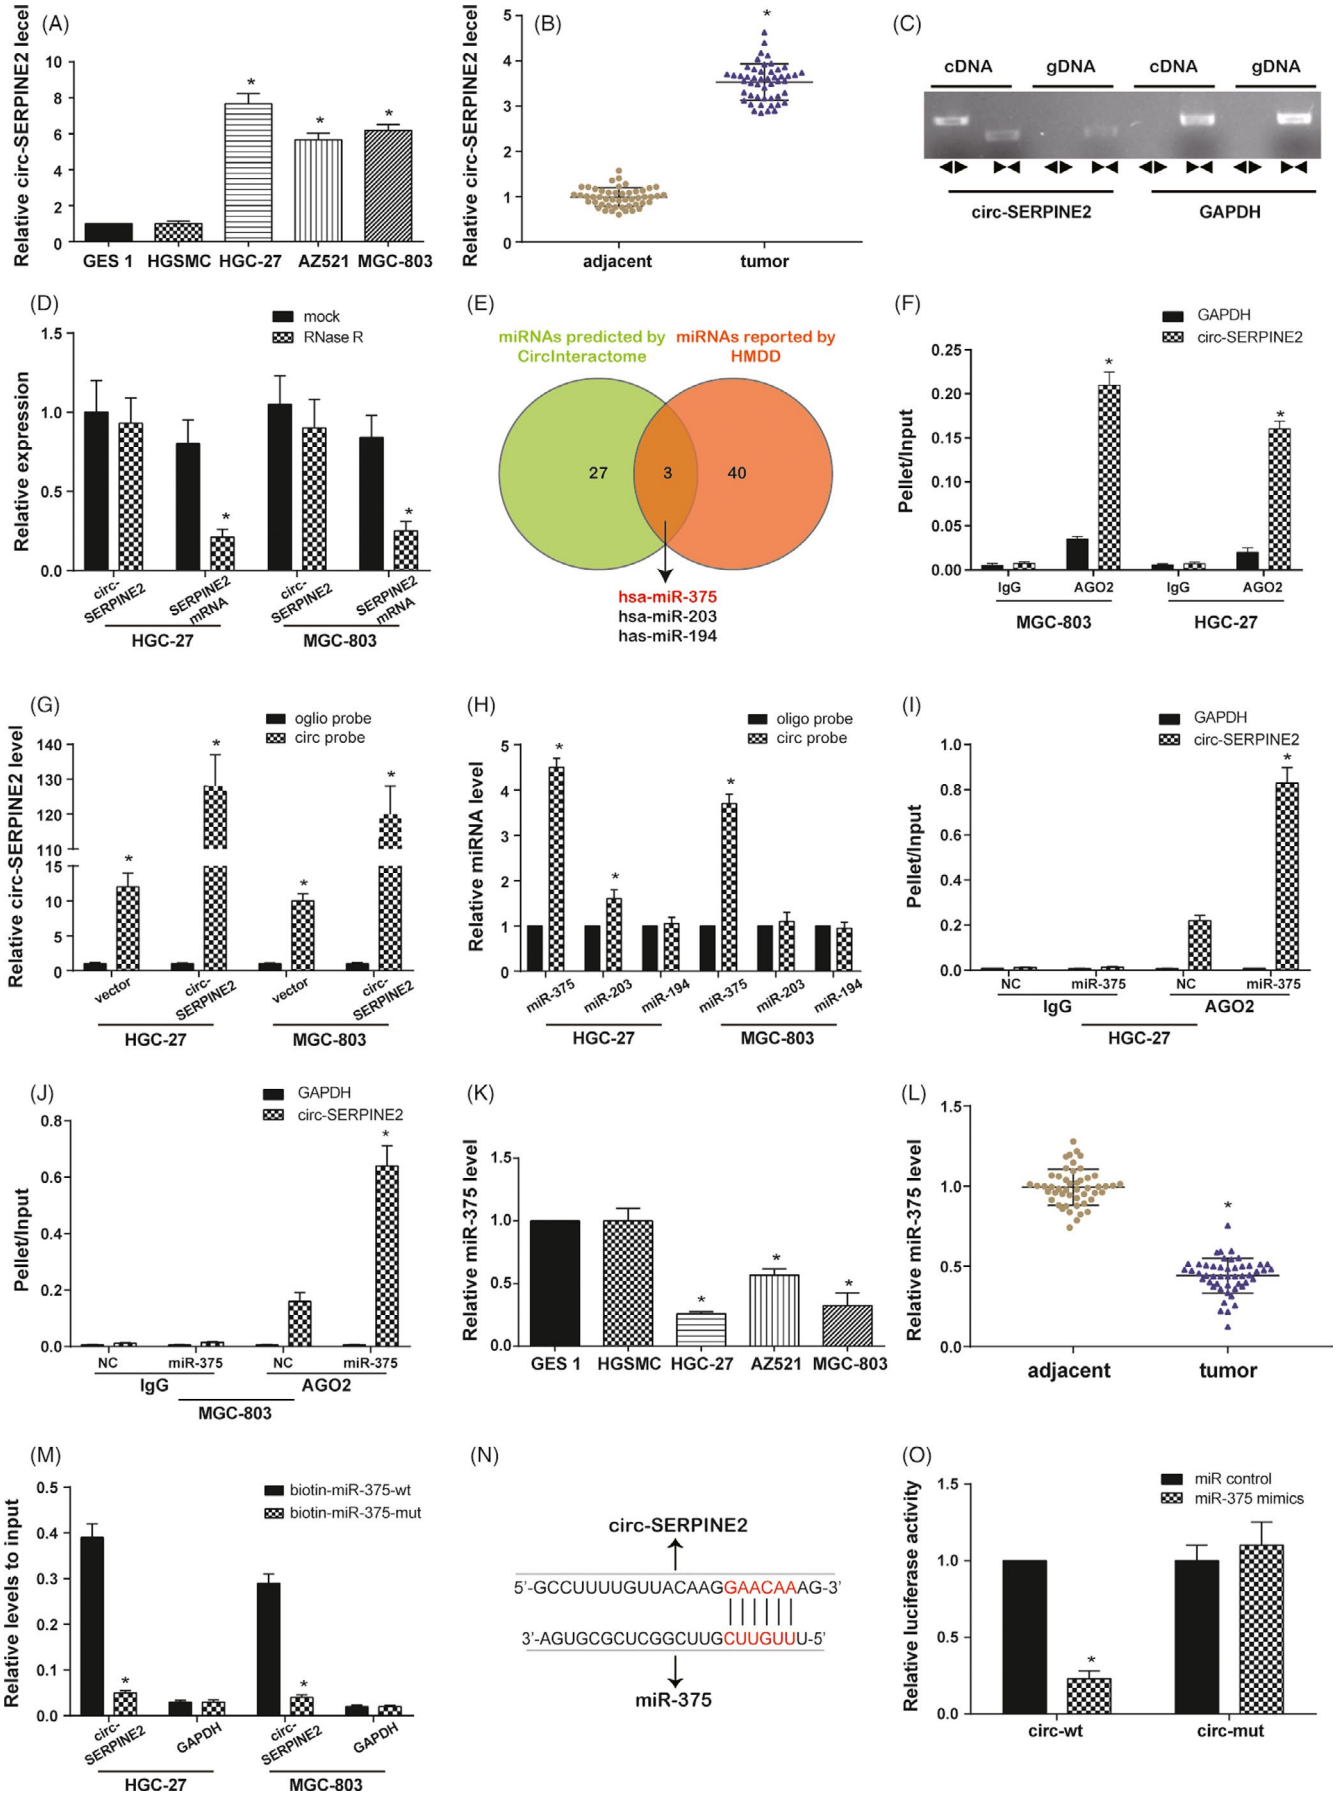 (A)
Relative circ-SERPINE2 lecel
10
8
6
4
2
0
*
*
*
GES 1 HGSMC HGC-27 AZ521 MGC-803
(B)
Relative circ-SERPINE2 level
5
4
3
2
1
0
*
adjacent tumor
(C)
cDNA gDNA cDNA gDNA
circ-SERPINE2 GAPDH
(D)
mock
RNase R
Relative expression
1.5
1.0
0.5
0.0
*
*
circ-SERPINE2
SERPINE2 mRNA
circ-SERPINE2
SERPINE2 mRNA
HGC-27 MGC-803
(E)
miRNAs predicted by CircInteractome
miRNAs reported by HMDD
27 3 40
hsa-miR-375
hsa-miR-203
has-miR-194
(F)
GAPDH
circ-SERPINE2
Pellet/Input
0.25
0.20
0.15
0.10
0.05
0.00
*
*
IgG AGO2 IgG AGO2
MGC-803 HGC-27
(G)
oglio probe
circ probe
Relative circ-SERPINE2 level
140
130
120
110
15
10
5
0
*
*
*
*
vector
circ-SERPINE2
vector
circ-SERPINE2
HGC-27 MGC-803
(H)
oligo probe
circ probe
Relative miRNA level
5
4
3
2
1
0
*
*
*
miR-375 miR-203 miR-194 miR-375 miR-203 miR-194
HGC-27 MGC-803
(I)
GAPDH
circ-SERPINE2
Pellet/Input
1.0
0.8
0.6
0.4
0.2
0.0
*
NC miR-375 NC miR-375
IgG AGO2
HGC-27
(J)
GAPDH
circ-SERPINE2
Pellet/Input
0.8
0.6
0.4
0.2
0.0
*
NC miR-375 NC miR-375
IgG AGO2
MGC-803
(K)
Relative miR-375 level
1.5
1.0
0.5
0.0
*
*
*
GES 1 HGSMC HGC-27 AZ521 MGC-803
(L)
Relative miR-375 level
1.5
1.0
0.5
0.0
*
adjacent tumor
(M)
biotin-miR-375-wt
biotin-miR-375-mut
Relative levels to input
0.5
0.4
0.3
0.2
0.1
0.0
*
*
circ-SERPINE2
GAPDH
circ-SERPINE2
GAPDH
HGC-27 MGC-803
(N)
circ-SERPINE2
5'-GCCUUUUGUUACAAGGAACAAAG-3'
3'-AGUGCGCUCGGCUUGCUUGUUU-5'
miR-375
(O)
miR control
miR-375 mimics
Relative luciferase activity
1.5
1.0
0.5
0.0
*
circ-wt circ-mut